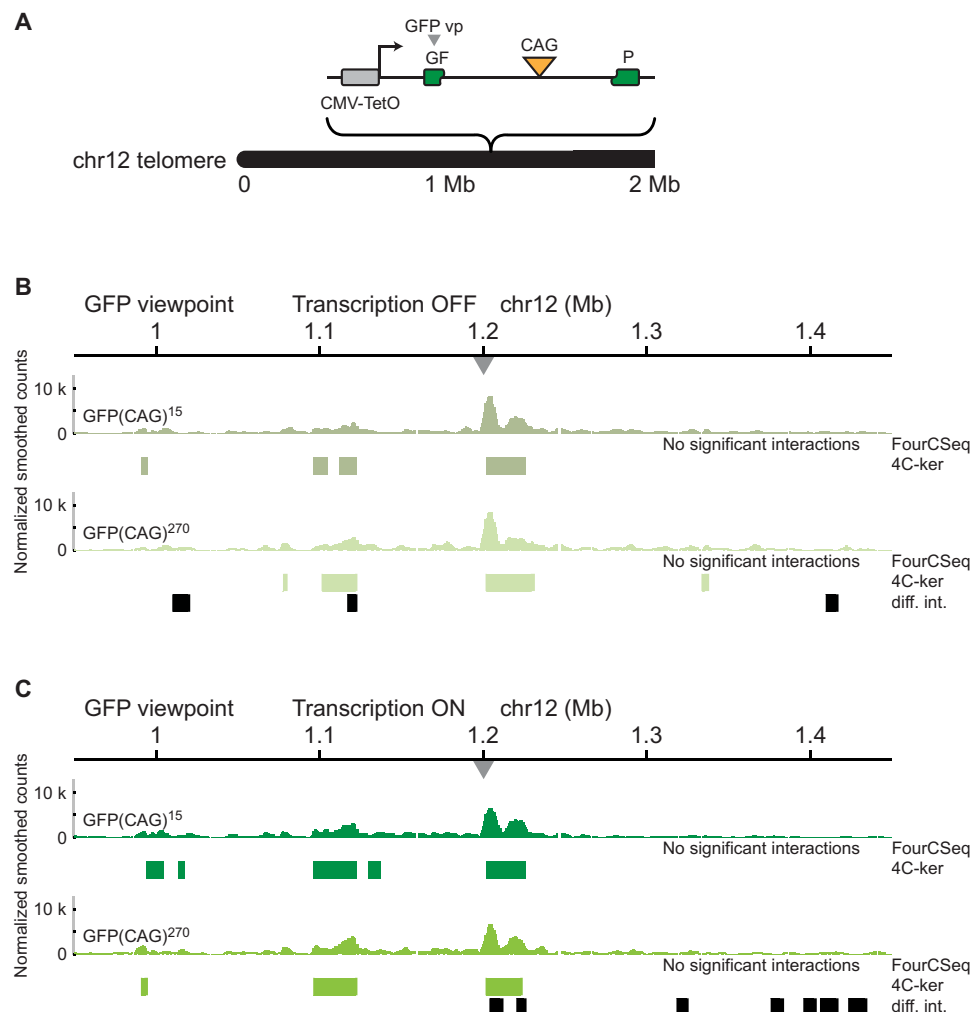 A
GFP vp
GF
CAG
P
CMV-TetO
chr12 telomere
0 1 Mb 2 Mb
B
GFP viewpoint Transcription OFF chr12 (Mb)
1 1.1 1.2 1.3 1.4
Normalized smoothed counts
10 k
GFP(CAG)15
0
No significant interactions FourCSeq
4C-ker
10 k
GFP(CAG)270
0
No significant interactions FourCSeq
4C-ker
diff. int.
C
GFP viewpoint Transcription ON chr12 (Mb)
1 1.1 1.2 1.3 1.4
Normalized smoothed counts
10 k
GFP(CAG)15
0
No significant interactions FourCSeq
4C-ker
10 k
GFP(CAG)270
0
No significant interactions FourCSeq
4C-ker
diff. int.